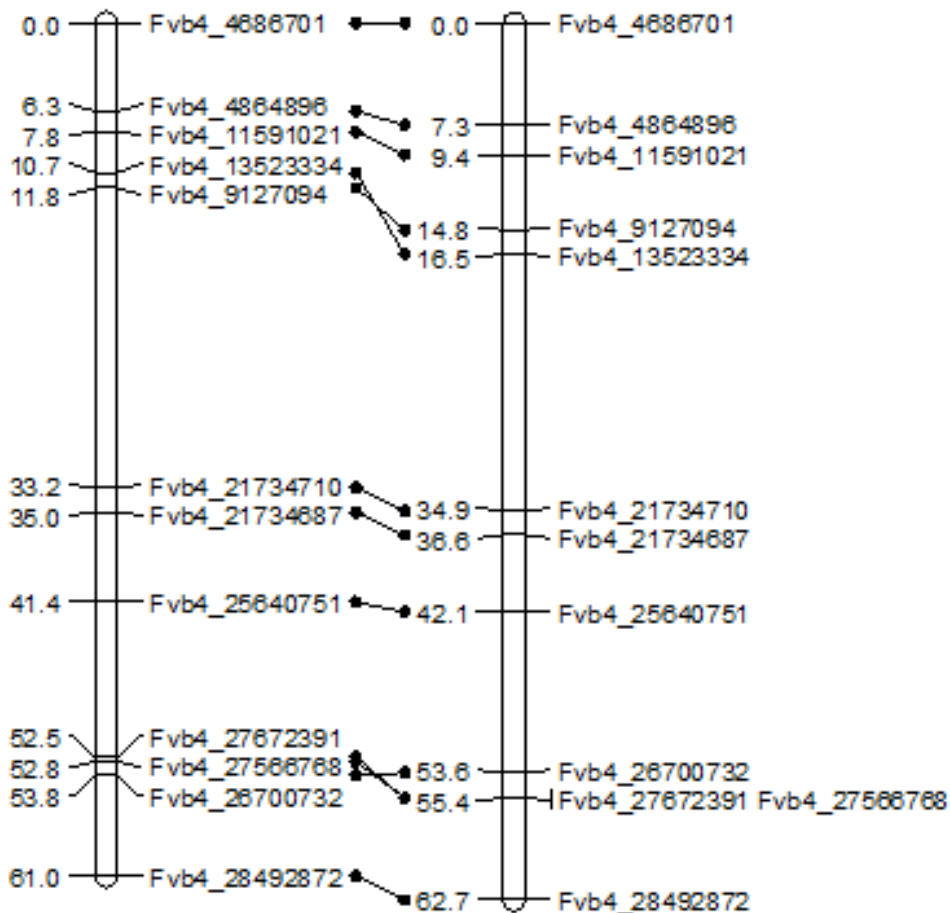 0.0 Fvb4_4686701 0.0 Fvb4_4686701
6.3 Fvb4_4864896
7.3 Fvb4_4864896
7.8 Fvb4_11591021
9.4 Fvb4_11591021
10.7 Fvb4_13523334
11.8 Fvb4_9127094
14.8 Fvb4_9127094
16.5 Fvb4_13523334
33.2 Fvb4_21734710
34.9 Fvb4_21734710
35.0 Fvb4_21734687
36.6 Fvb4_21734687
41.4 Fvb4_25640751
42.1 Fvb4_25640751
52.5 Fvb4_27672391
52.8 Fvb4_27566768
53.6 Fvb4_26700732
53.8 Fvb4_26700732
55.4 Fvb4_27672391 Fvb4_27566768
61.0 Fvb4_28492872
62.7 Fvb4_28492872